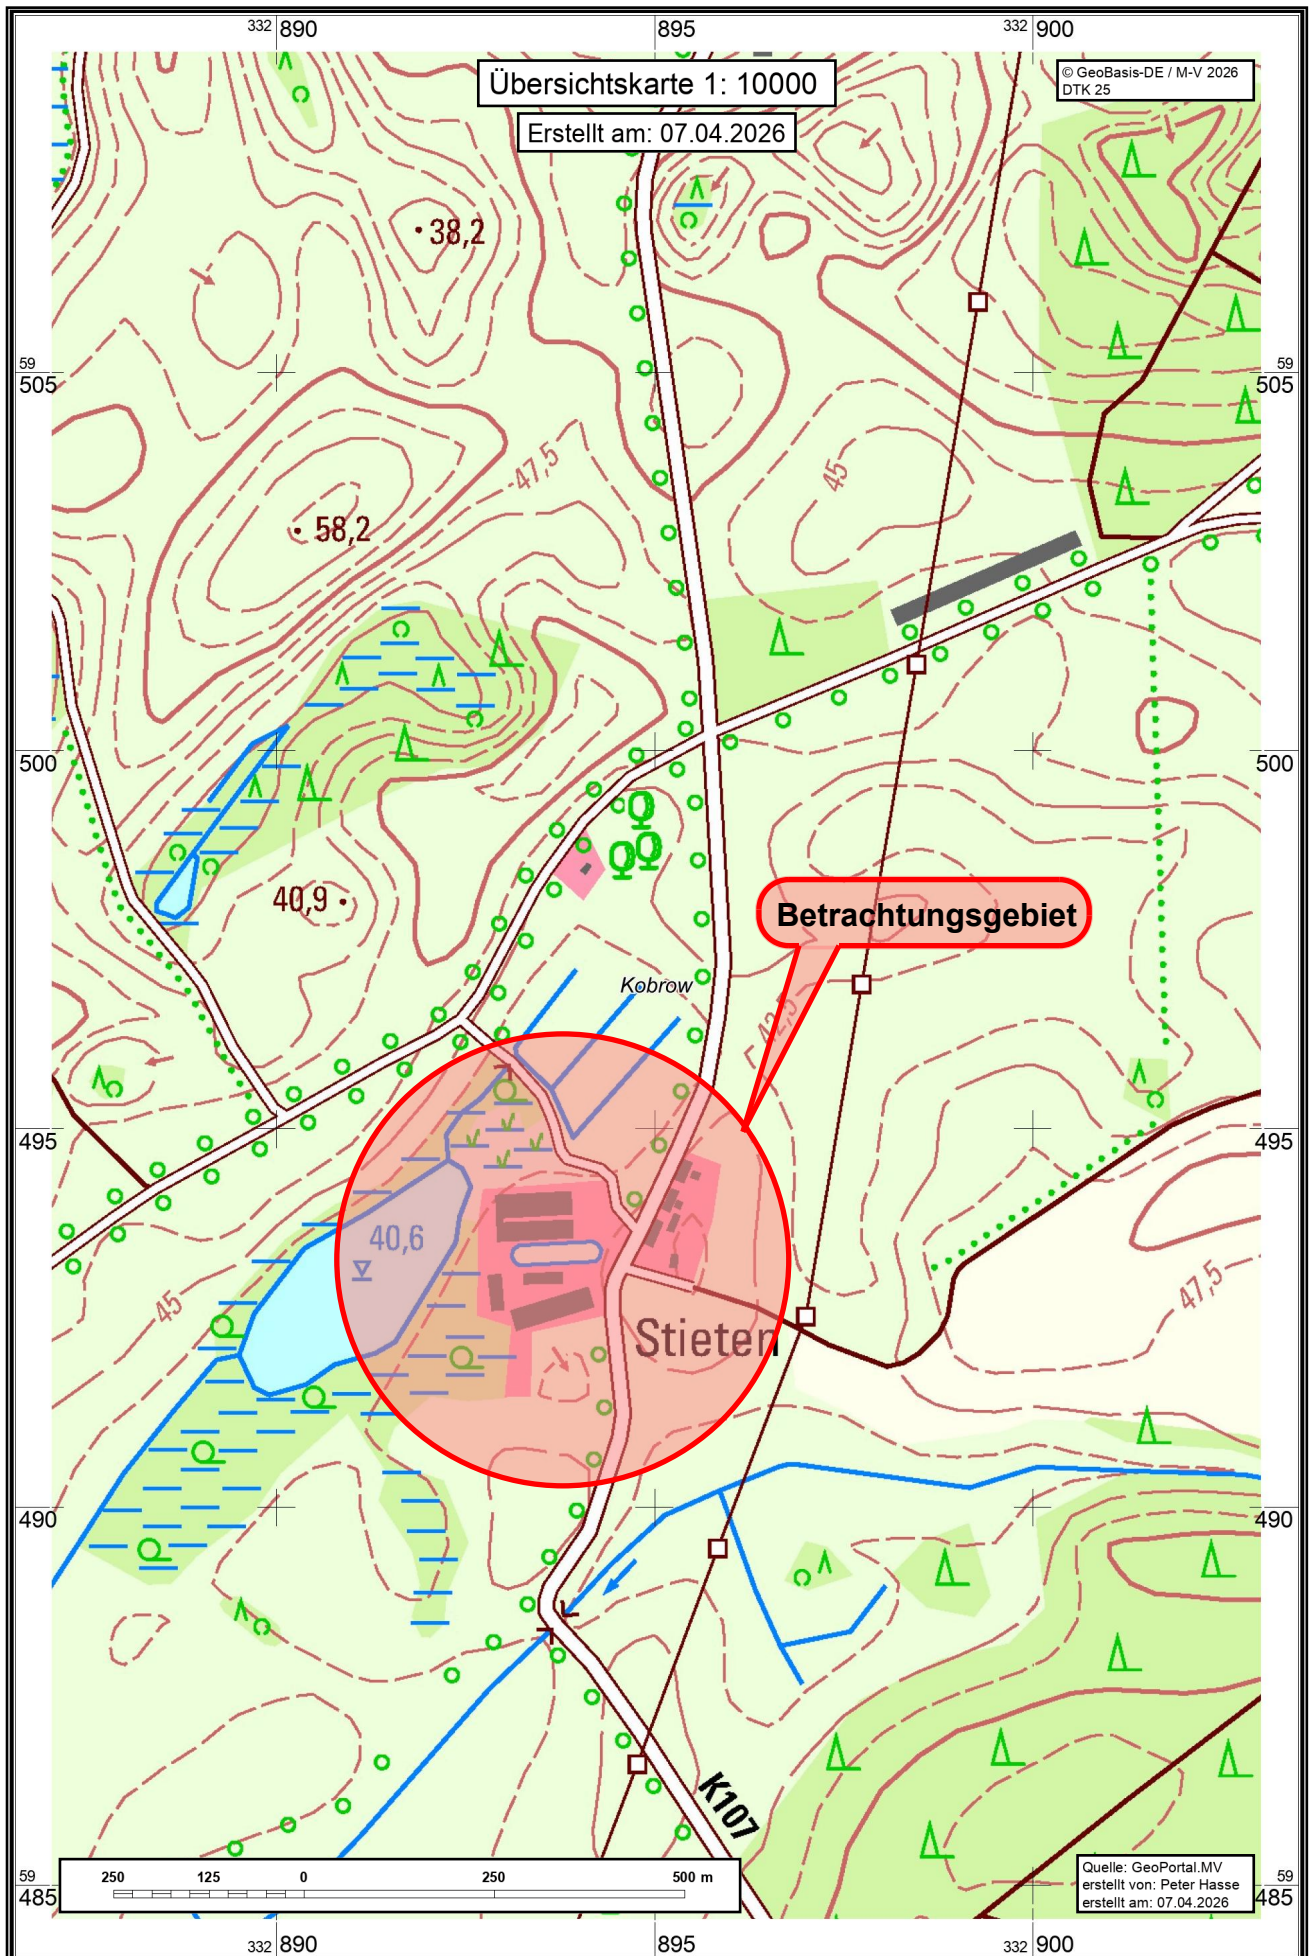 332 890
895
332 900
Übersichtskarte 1: 10000
© GeoBasis-DE / M-V 2026
DTK 25
Erstellt am: 07.04.2026
38,2
59
505
59
505
47,5
45
58,2
500
500
40,9
Betrachtungsgebiet
Kobrow
42,5
495
495
40,6
45
47,5
Stieten
490
490
K107
250 125 0 250 500 m
Quelle: GeoPortal.MV
erstellt von: Peter Hasse
erstellt am: 07.04.2026
59
485
59
485
332 890
895
332 900